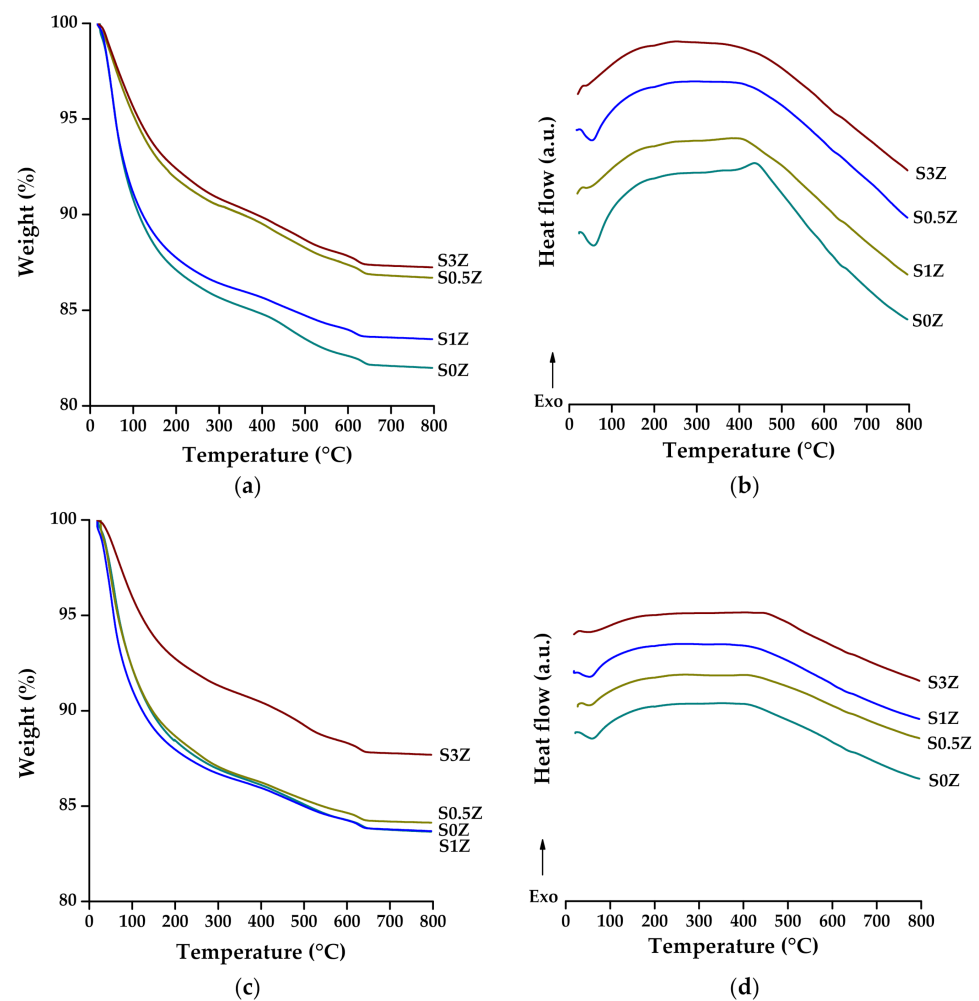 100
95
90
85
80
Weight (%)
S3Z
S0.5Z
S1Z
S0Z
0 100 200 300 400 500 600 700 800
Temperature (°C)
(a)
Heat flow (a.u.)
Exo
S3Z
S0.5Z
S1Z
S0Z
0 100 200 300 400 500 600 700 800
Temperature (°C)
(b)
100
95
90
85
80
Weight (%)
S3Z
S0.5Z
S0Z
S1Z
0 100 200 300 400 500 600 700 800
Temperature (°C)
(c)
Heat flow (a.u.)
Exo
S3Z
S1Z
S0.5Z
S0Z
0 100 200 300 400 500 600 700 800
Temperature (°C)
(d)